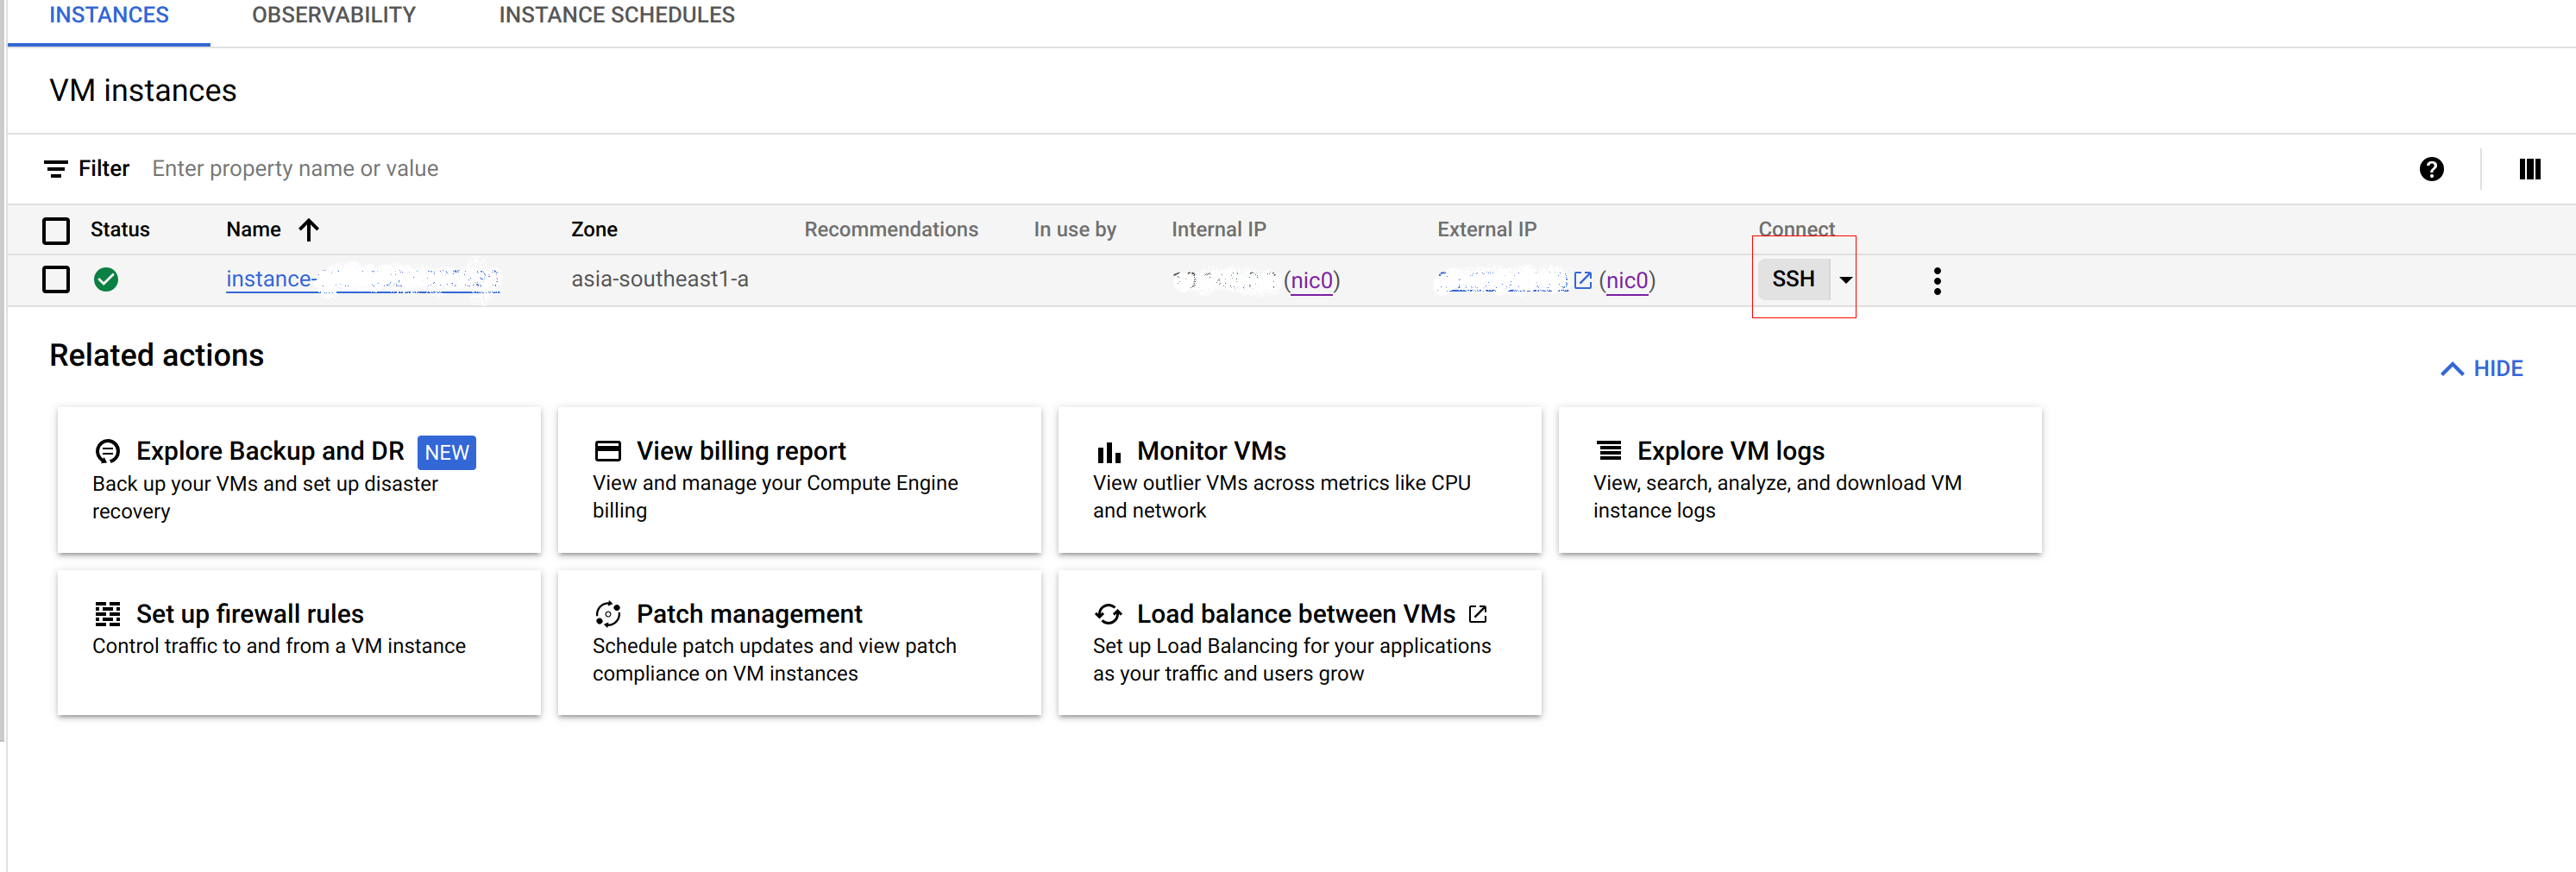 INSTANCES OBSERVABILITY INSTANCE SCHEDULES
VM instances
Filter Enter property name or value
Status Name Zone Recommendations In use by Internal IP External IP Connect
instance- asia-southeast1-a (nic0) (nic0) SSH
Related actions
HIDE
Explore Backup and DR NEW
Back up your VMs and set up disaster
recovery
View billing report
View and manage your Compute Engine
billing
Monitor VMs
View outlier VMs across metrics like CPU
and network
Explore VM logs
View, search, analyze, and download VM
instance logs
Set up firewall rules
Control traffic to and from a VM instance
Patch management
Schedule patch updates and view patch
compliance on VM instances
Load balance between VMs
Set up Load Balancing for your applications
as your traffic and users grow